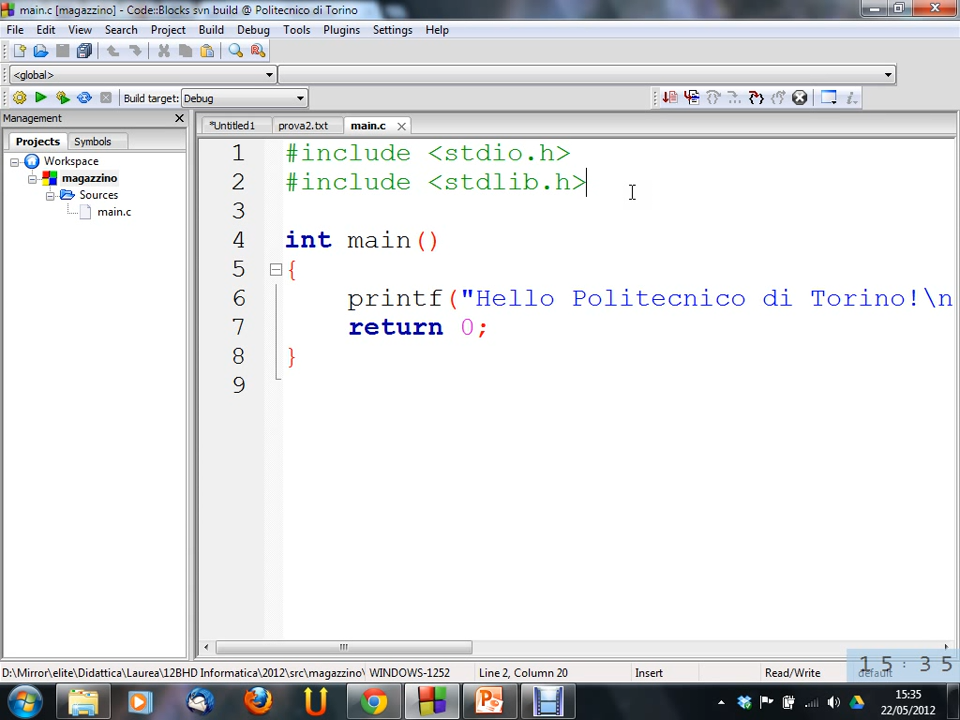 main.c [magazzino] - Code::Blocks svn build @ Politecnico di Torino
File Edit View Search Project Build Debug Tools Plugins Settings Help
<global>
Build target: Debug
Management
*Untitled1 prova2.txt main.c
Projects Symbols
Workspace
magazzino
Sources
main.c
1 #include <stdio.h>
2 #include <stdlib.h>
3
4 int main()
5 {
6 printf("Hello Politecnico di Torino!\n
7 return 0;
8 }
9
D:\Mirror\elite\Didattica\Laurea\12BHD Informatica\2012\src\magazzino\ WINDOWS-1252 Line 2, Column 20 Insert Read/Write default
15:35
15:35
22/05/2012